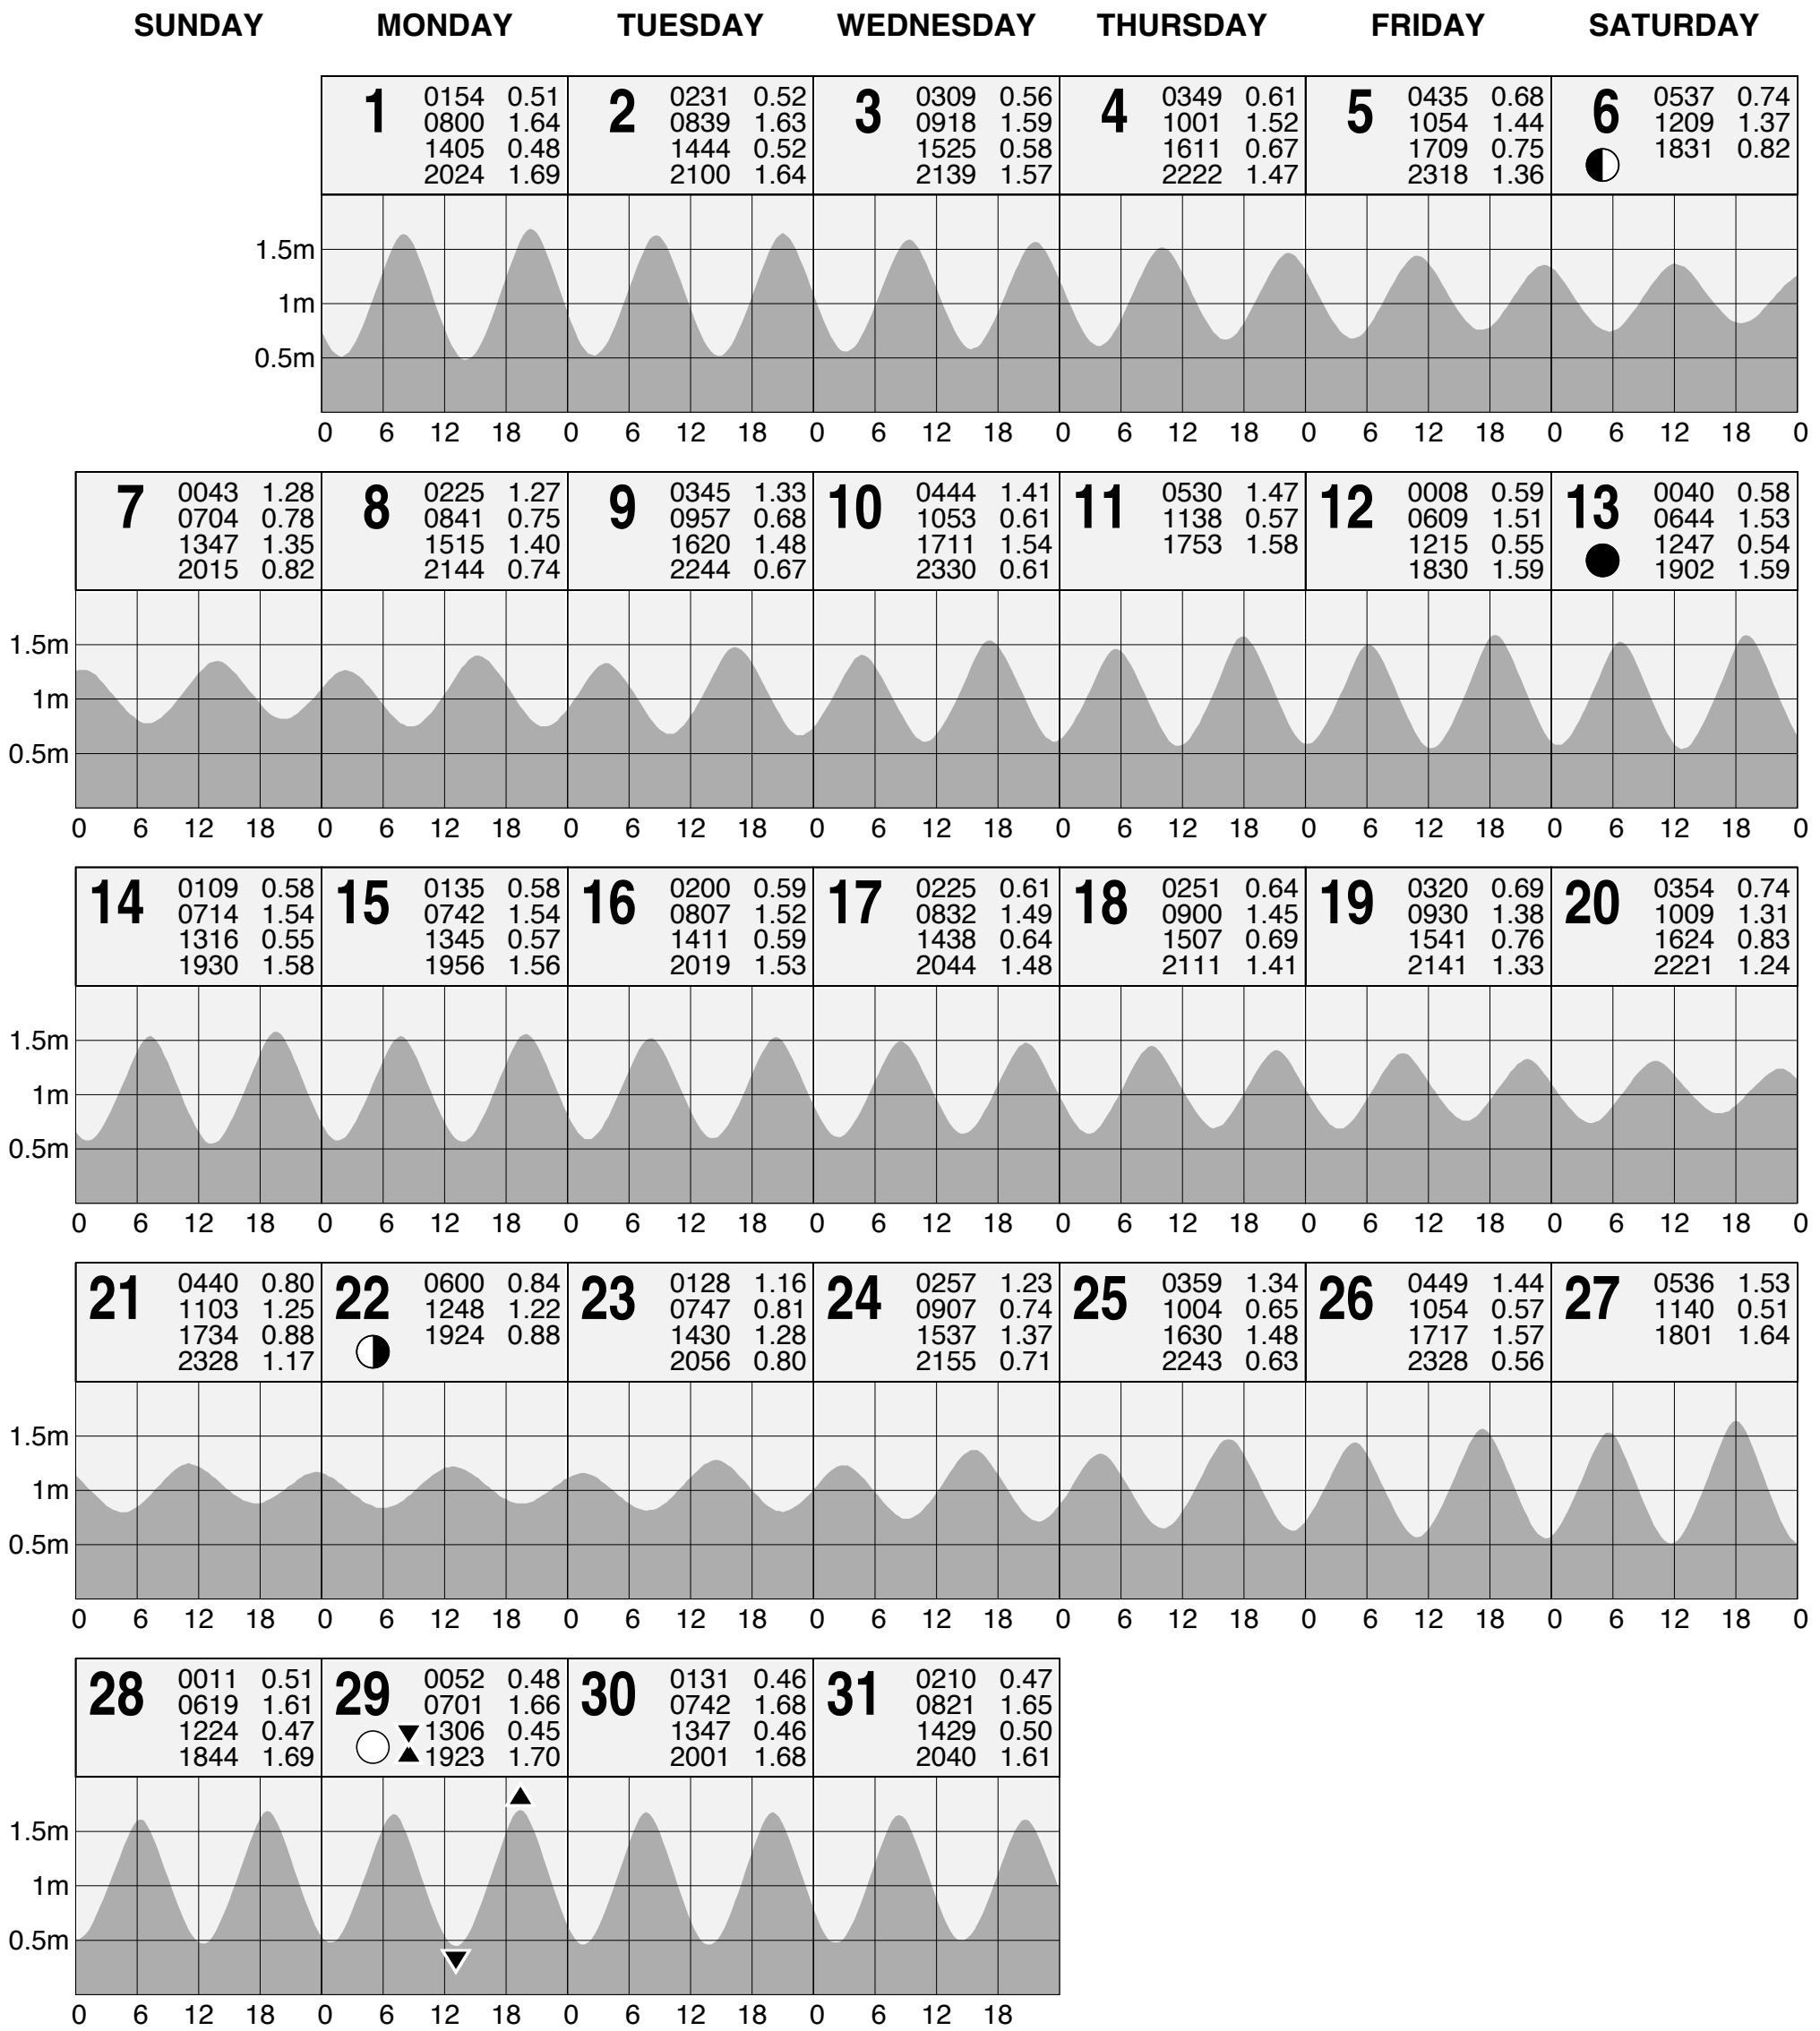 SUNDAY MONDAY TUESDAY WEDNESDAY THURSDAY FRIDAY SATURDAY
1 0154 0.51 2 0231 0.52 3 0309 0.56 4 0349 0.61 5 0435 0.68 6 0537 0.74
0800 1.64 0839 1.63 0918 1.59 1001 1.52 1054 1.44 1209 1.37
1405 0.48 1444 0.52 1525 0.58 1611 0.67 1709 0.75 1831 0.82
2024 1.69 2100 1.64 2139 1.57 2222 1.47 2318 1.36
1.5m
1m
0.5m
0 6 12 18 0 6 12 18 0 6 12 18 0 6 12 18 0 6 12 18 0 6 12 18 0
7 0043 1.28 8 0225 1.27 9 0345 1.33 10 0444 1.41 11 0530 1.47 12 0008 0.59 13 0040 0.58
0704 0.78 0841 0.75 0957 0.68 1053 0.61 1138 0.57 0609 1.51 0644 1.53
1347 1.35 1515 1.40 1620 1.48 1711 1.54 1753 1.58 1215 0.55 1247 0.54
2015 0.82 2144 0.74 2244 0.67 2330 0.61 1830 1.59 1902 1.59
1.5m
1m
0.5m
0 6 12 18 0 6 12 18 0 6 12 18 0 6 12 18 0 6 12 18 0 6 12 18 0 6 12 18 0
14 0109 0.58 15 0135 0.58 16 0200 0.59 17 0225 0.61 18 0251 0.64 19 0320 0.69 20 0354 0.74
0714 1.54 0742 1.54 0807 1.52 0832 1.49 0900 1.45 0930 1.38 1009 1.31
1316 0.55 1345 0.57 1411 0.59 1438 0.64 1507 0.69 1541 0.76 1624 0.83
1930 1.58 1956 1.56 2019 1.53 2044 1.48 2111 1.41 2141 1.33 2221 1.24
1.5m
1m
0.5m
0 6 12 18 0 6 12 18 0 6 12 18 0 6 12 18 0 6 12 18 0 6 12 18 0 6 12 18 0
21 0440 0.80 22 0600 0.84 23 0128 1.16 24 0257 1.23 25 0359 1.34 26 0449 1.44 27 0536 1.53
1103 1.25 1248 1.22 0747 0.81 0907 0.74 1004 0.65 1054 0.57 1140 0.51
1734 0.88 1924 0.88 1430 1.28 1537 1.37 1630 1.48 1717 1.57 1801 1.64
2328 1.17 2056 0.80 2155 0.71 2243 0.63 2328 0.56
1.5m
1m
0.5m
0 6 12 18 0 6 12 18 0 6 12 18 0 6 12 18 0 6 12 18 0 6 12 18 0 6 12 18 0
28 0011 0.51 29 0052 0.48 30 0131 0.46 31 0210 0.47
0619 1.61 0701 1.66 0742 1.68 0821 1.65
1224 0.47 1306 0.45 1347 0.46 1429 0.50
1844 1.69 1923 1.70 2001 1.68 2040 1.61
1.5m
1m
0.5m
0 6 12 18 0 6 12 18 0 6 12 18 0 6 12 18